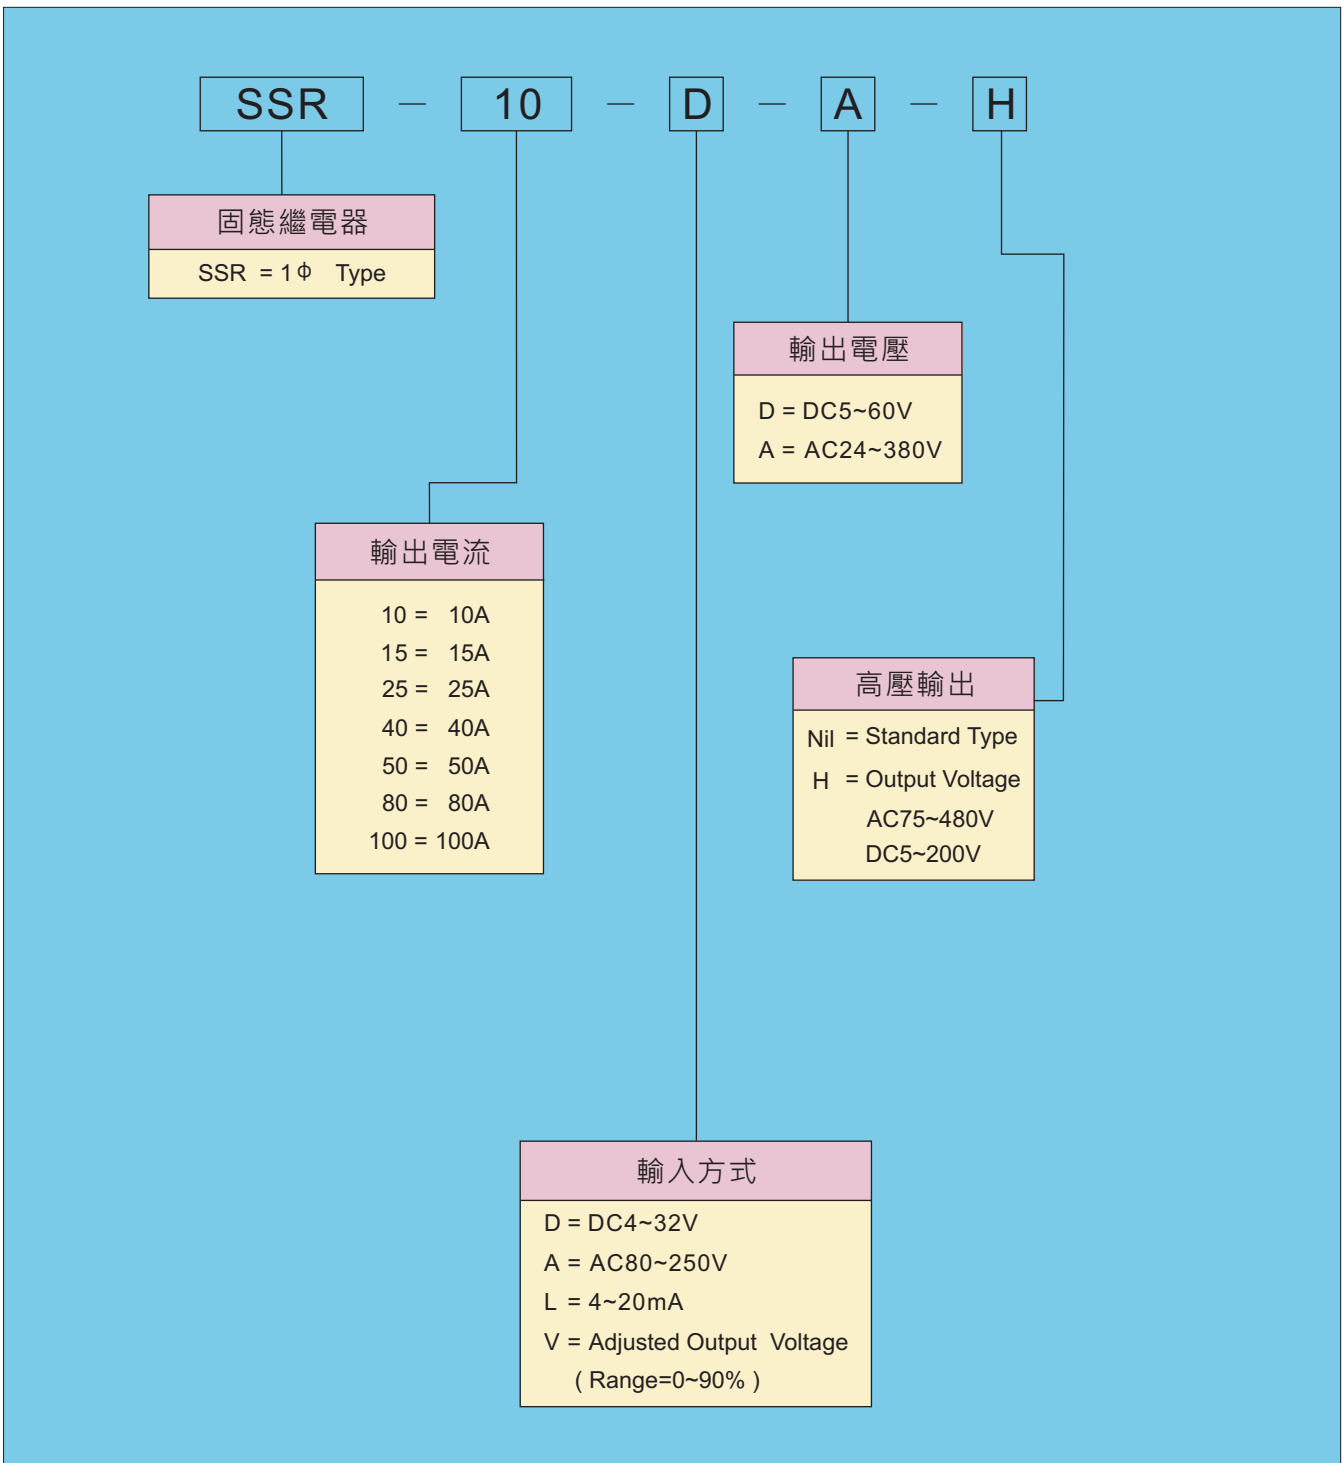 SSR — 10 — D — A — H
固態繼電器
SSR = 1φ Type
輸出電壓
D = DC5~60V
A = AC24~380V
輸出電流
10 = 10A
15 = 15A
25 = 25A
40 = 40A
50 = 50A
80 = 80A
100 = 100A
高壓輸出
Nil = Standard Type
H = Output Voltage
AC75~480V
DC5~200V
輸入方式
D = DC4~32V
A = AC80~250V
L = 4~20mA
V = Adjusted Output Voltage
( Range=0~90% )